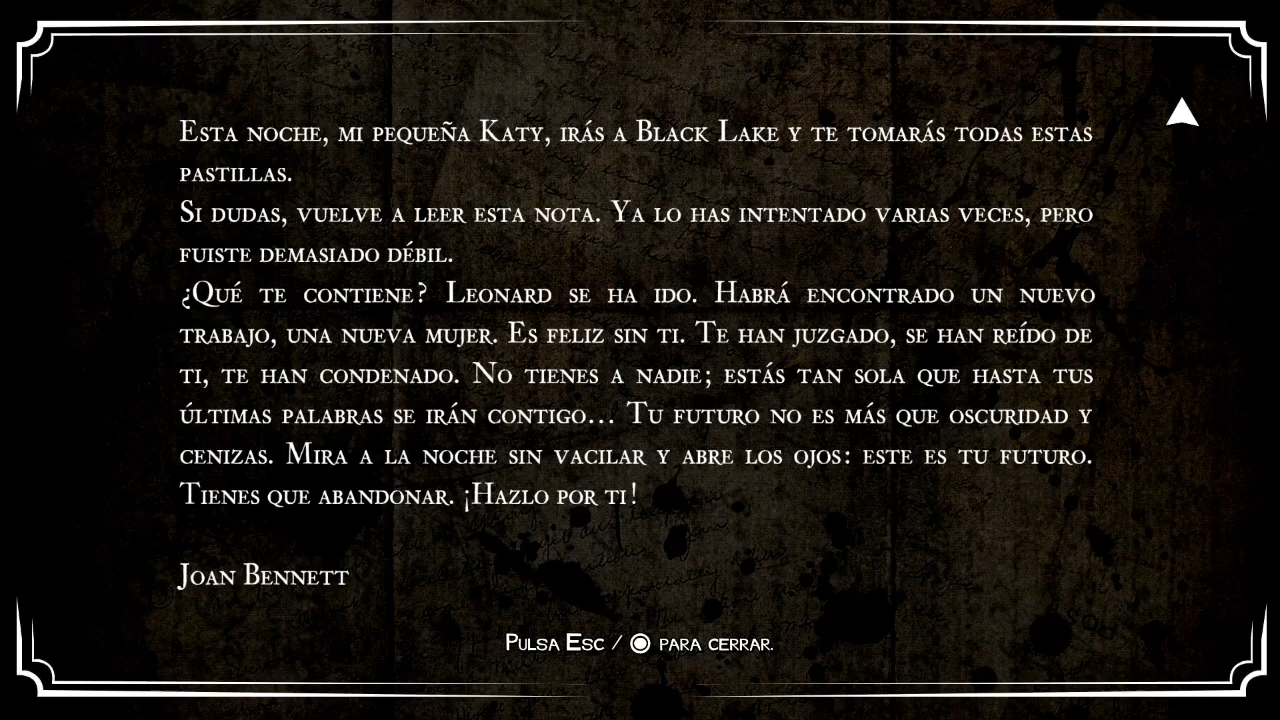 Esta noche, mi pequeña Katy, irás a Black Lake y te tomarás todas estas
pastillas.
Si dudas, vuelve a leer esta nota. Ya lo has intentado varias veces, pero
fuiste demasiado débil.
¿Qué te contiene? Leonard se ha ido. Habrá encontrado un nuevo
trabajo, una nueva mujer. Es feliz sin ti. Te han juzgado, se han reído de
ti, te han condenado. No tienes a nadie; estás tan sola que hasta tus
últimas palabras se irán contigo... Tu futuro no es más que oscuridad y
cenizas. Mira a la noche sin vacilar y abre los ojos: este es tu futuro.
Tienes que abandonar. ¡Hazlo por ti!
Joan Bennett
Pulsa Esc / para cerrar.